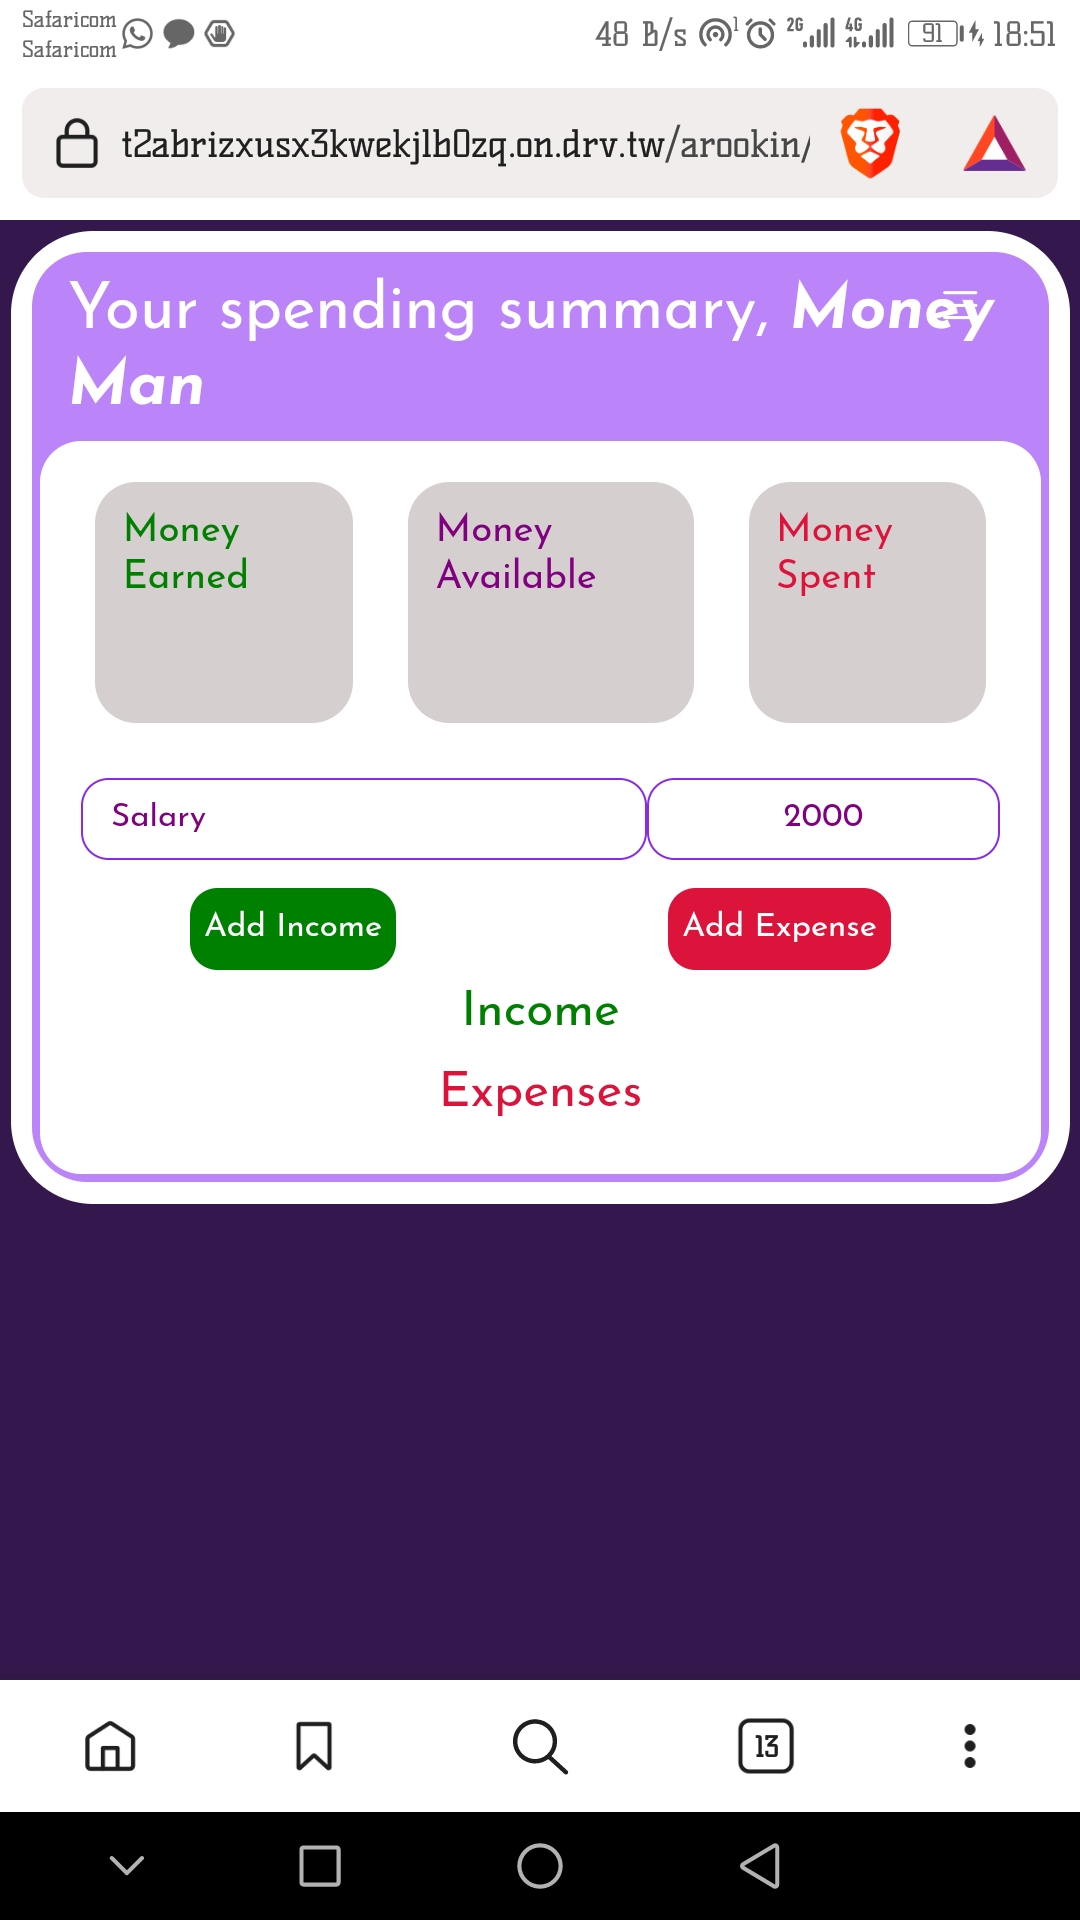 Safaricom
Safaricom
48 B/s 1 2G 4G 91 18:51
t2abrizxusx3kwekjlb0zq.on.drv.tw/arookin/
Your spending summary, Money
Man
Money
Earned
Money
Available
Money
Spent
Salary
2000
Add Income
Add Expense
Income
Expenses
13